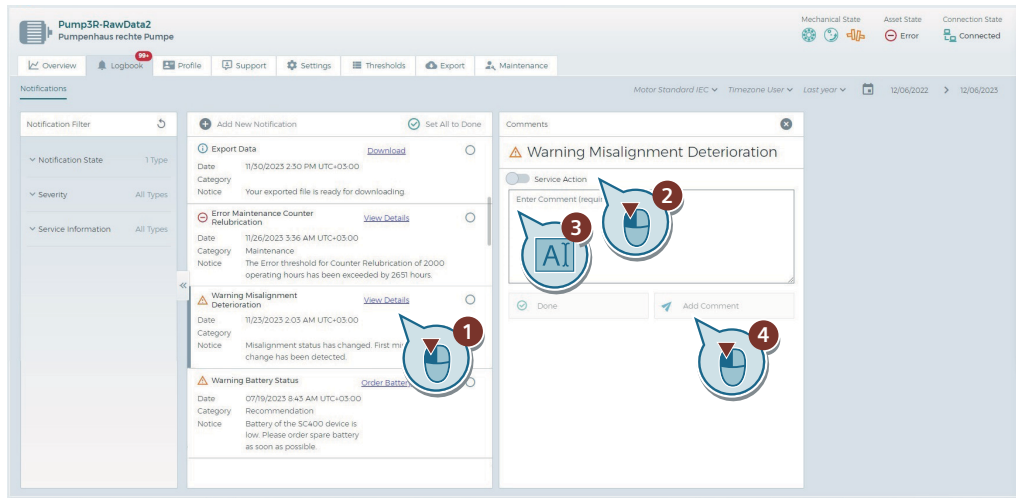 Pump3R-RawData2
Pumpenhaus rechte Pumpe
Mechanical State Asset State Connection State
Error Connected
99+
Overview Logbook Profile Support Settings Thresholds Export Maintenance
Notifications
Motor Standard IEC Timezone User Last year 12/06/2022 > 12/06/2023
Notification Filter
Notification State 1 Type
Severity All Types
Service Information All Types
«
Add New Notification Set All to Done
Export Data Download
Date 11/30/2023 2:30 PM UTC+03:00
Category
Notice Your exported file is ready for downloading.
Error Maintenance Counter
Relubrication View Details
Date 11/26/2023 3:36 AM UTC+03:00
Category Maintenance
Notice The Error threshold for Counter Relubrication of 2000
operating hours has been exceeded by 2651 hours.
Warning Misalignment
Deterioration View Details
Date 11/23/2023 2:03 AM UTC+03:00
Category
Notice Misalignment status has changed. First
change has been detected.
Warning Battery Status Order
Date 07/19/2023 8:43 AM UTC+03:00
Category Recommendation
Notice Battery of the SC400 device is
low. Please order spare battery
as soon as possible.
Comments
Warning Misalignment Deterioration
Service Action
Enter Comment
Done Add Comment
1
2
3
A
4